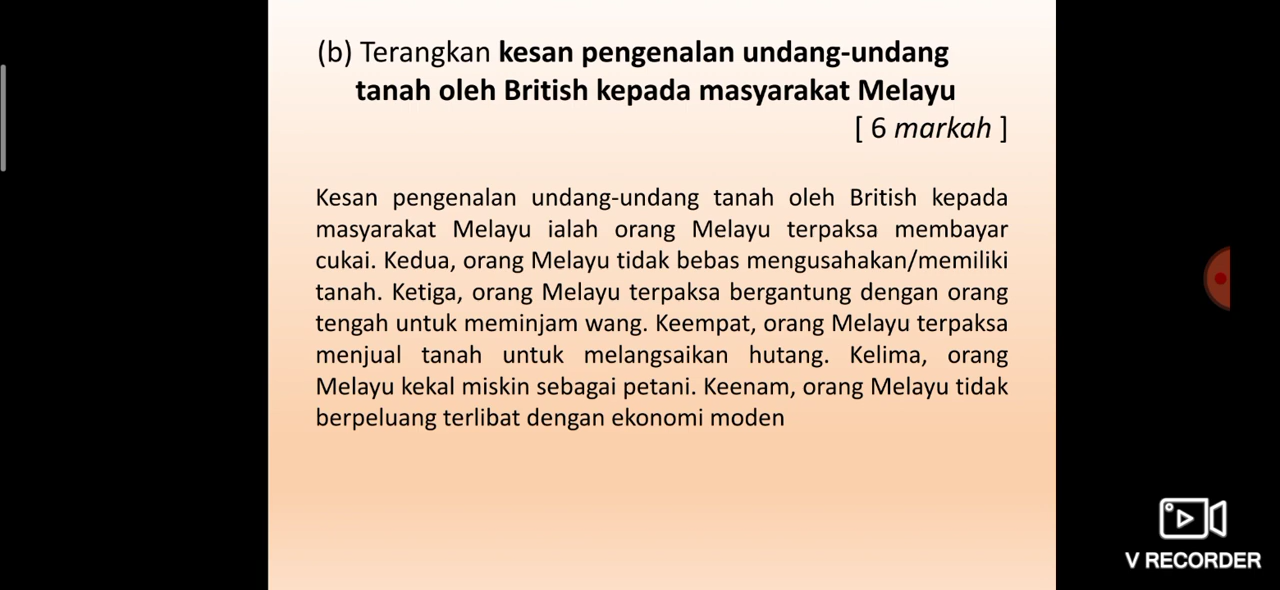 (b) Terangkan kesan pengenalan undang-undang
tanah oleh British kepada masyarakat Melayu
[ 6 markah ]
Kesan pengenalan undang-undang tanah oleh British kepada
masyarakat Melayu ialah orang Melayu terpaksa membayar
cukai. Kedua, orang Melayu tidak bebas mengusahakan/memiliki
tanah. Ketiga, orang Melayu terpaksa bergantung dengan orang
tengah untuk meminjam wang. Keempat, orang Melayu terpaksa
menjual tanah untuk melangsaikan hutang. Kelima, orang
Melayu kekal miskin sebagai petani. Keenam, orang Melayu tidak
berpeluang terlibat dengan ekonomi moden
V RECORDER